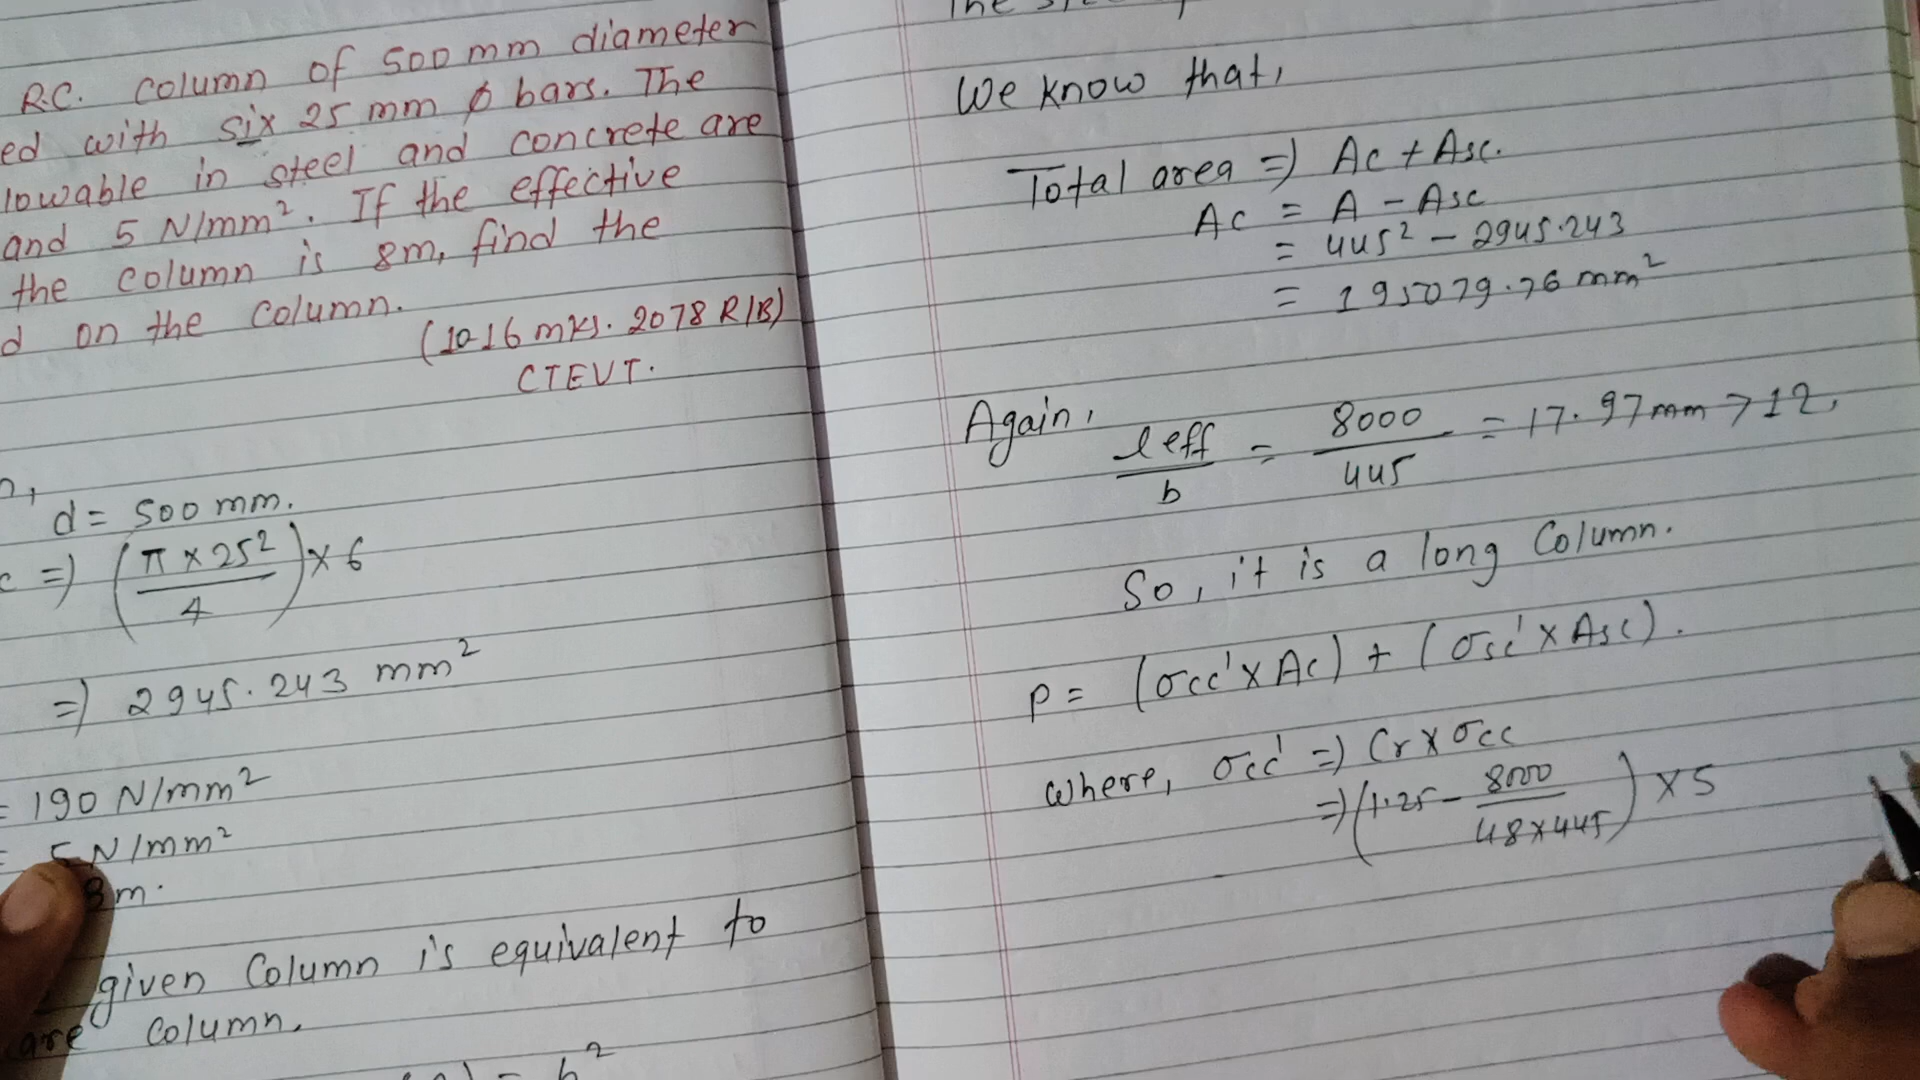 R.C. column of 500 mm diameter
ed with six 25 mm ϕ bars. The
lowable in steel and concrete are
and 5 N/mm². If the effective
the column is 8m, find the
d on the column.
(10-16 mks. 2078 R/B)
CTEVT.
d = 500 mm.
=) (π × 25² / 4) × 6
=) 2945.243 mm²
= 190 N/mm²
= 5 N/mm²
8m.
given Column is equivalent to
are column.
= b²
The
We know that,
Total area =) Ac + Asc.
Ac = A - Asc
= 445² - 2945.243
= 195079.76 mm²
Again, leff / b = 8000 / 445 = 17.97 mm > 12,
So, it is a long Column.
P = (σcc' × Ac) + (σsc' × Asc).
where, σcc' =) Cr × σcc
=) (1.25 - 8000 / 48 × 445) × 5